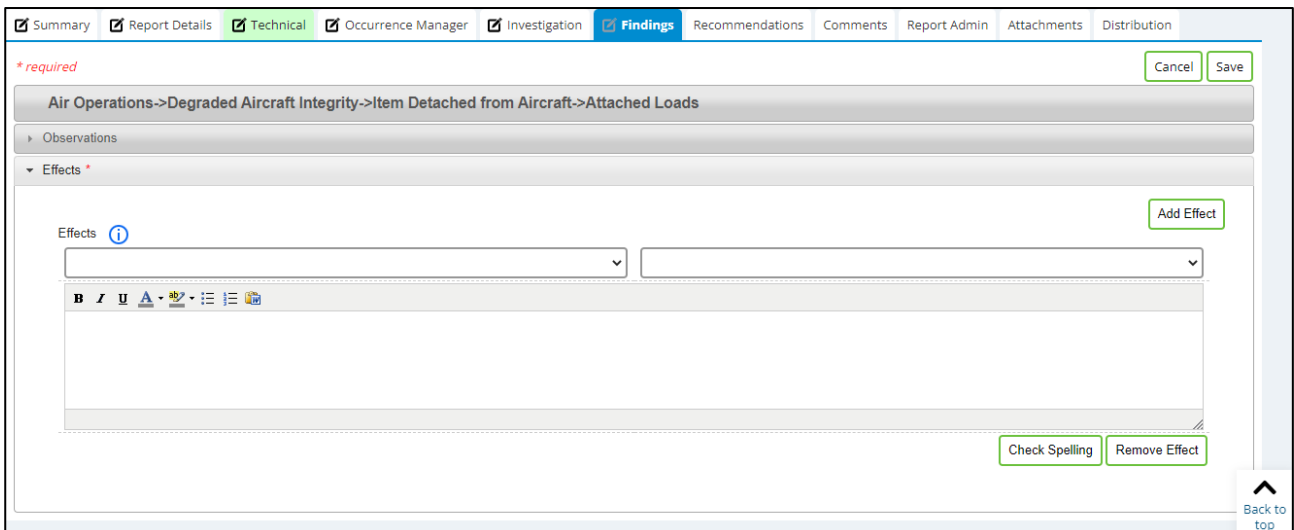 Summary Report Details Technical Occurrence Manager Investigation Findings Recommendations Comments Report Admin Attachments Distribution
* required
Cancel Save
Air Operations->Degraded Aircraft Integrity->Item Detached from Aircraft->Attached Loads
Observations
Effects *
Add Effect
Effects
B I U A ab
Check Spelling Remove Effect
Back to
top